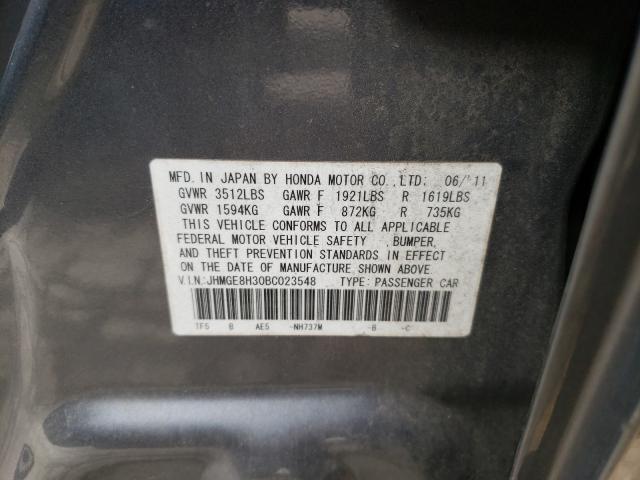 MFD. IN JAPAN BY HONDA MOTOR CO.,LTD. 06/'11
GVWR 3512LBS GAWR F 1921LBS R 1619LBS
GVWR 1594KG GAWR F 872KG R 735KG
THIS VEHICLE CONFORMS TO ALL APPLICABLE
FEDERAL MOTOR VEHICLE SAFETY ,BUMPER,
AND THEFT PREVENTION STANDARDS IN EFFECT
ON THE DATE OF MANUFACTURE SHOWN ABOVE.
V.I.N.:JHMGE8H30BC023548 TYPE: PASSENGER CAR
TF5 B AE5 -NH737M -B -C